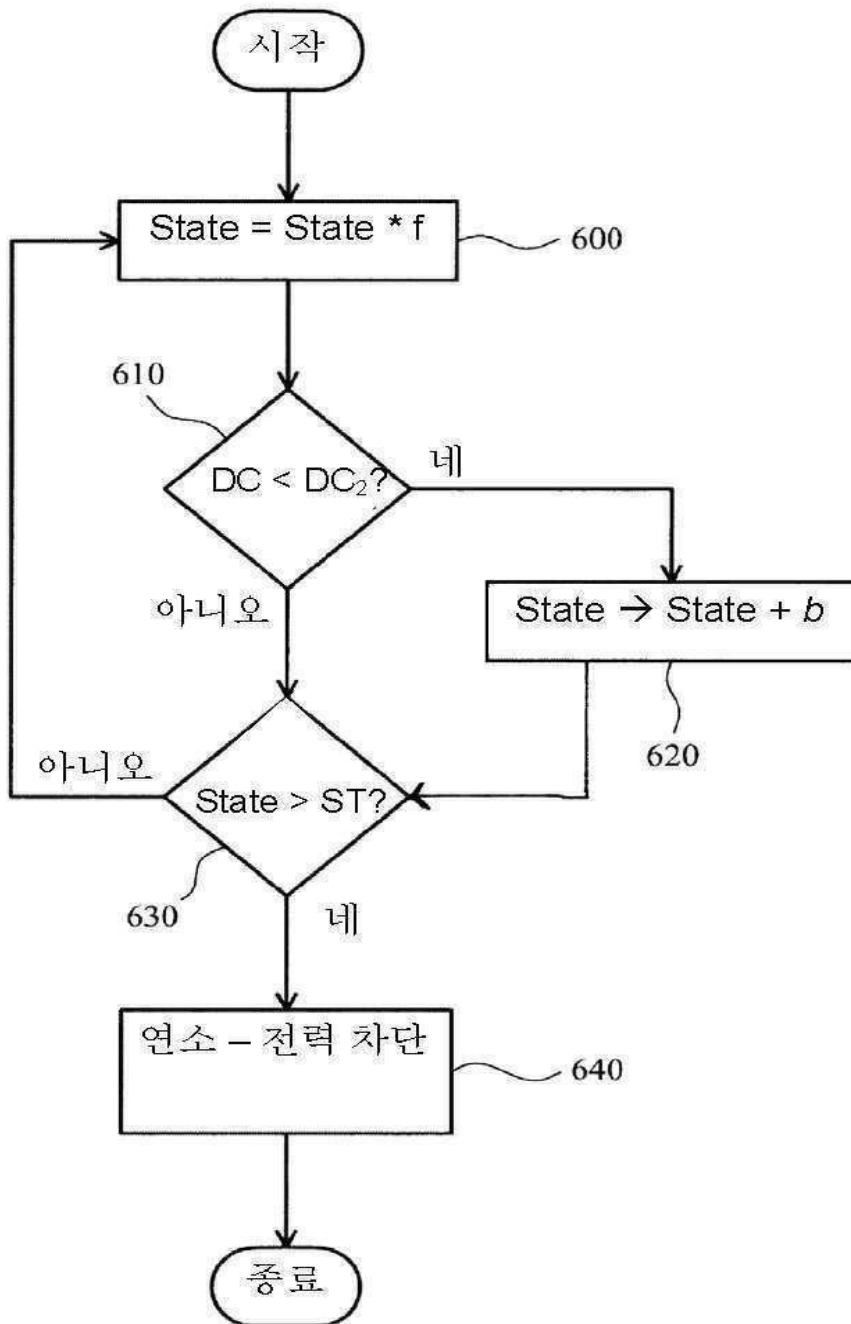 시작
State = State * f
600
610
DC < DC₂?
네
아니오
State → State + b
620
아니오
State > ST?
630
네
연소 – 전력 차단
640
종료